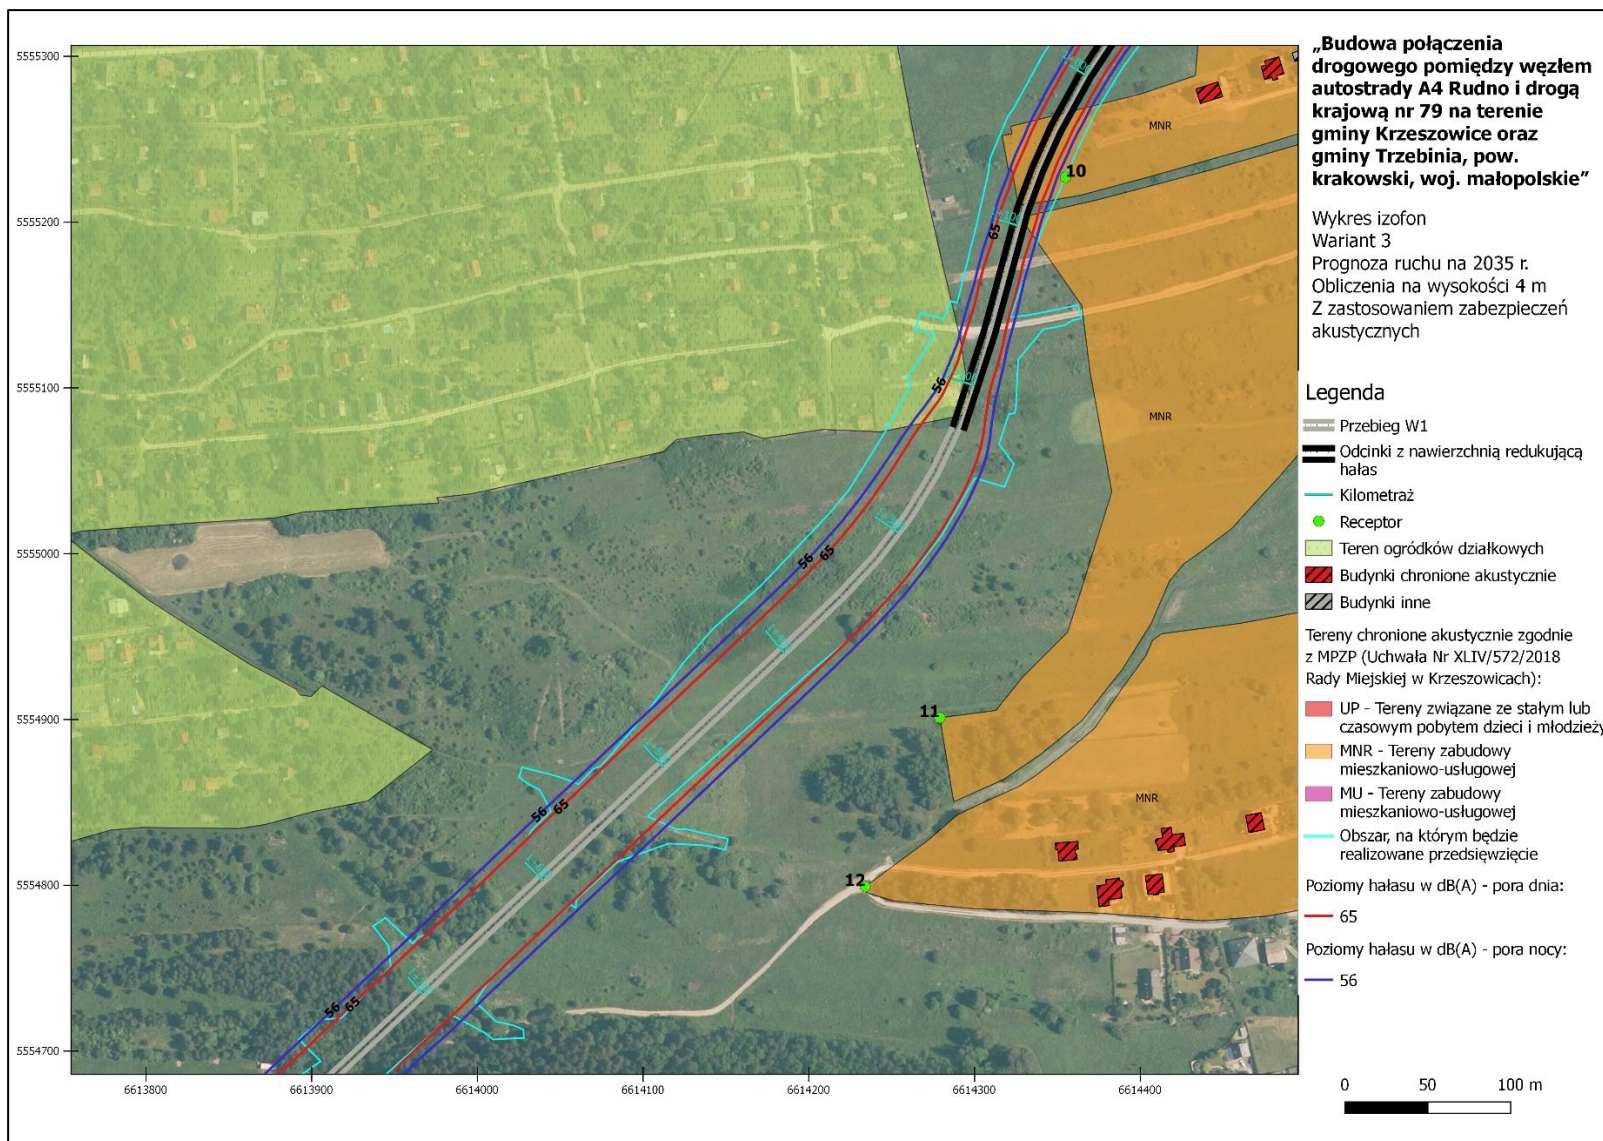 „Budowa połączenia
drogowego pomiędzy węzłem
autostrady A4 Rudno i drogą
krajową nr 79 na terenie
gminy Krzeszowice oraz
gminy Trzebinia, pow.
krakowski, woj. małopolskie”
Wykres izofon
Wariant 3
Prognoza ruchu na 2035 r.
Obliczenia na wysokości 4 m
Z zastosowaniem zabezpieczeń
akustycznych
Legenda
Przebieg W1
Odcinki z nawierzchnią redukującą
hałas
Kilometraż
Receptor
Teren ogródków działkowych
Budynki chronione akustycznie
Budynki inne
Tereny chronione akustycznie zgodnie
z MPZP (Uchwała Nr XLIV/572/2018
Rady Miejskiej w Krzeszowicach):
UP - Tereny związane ze stałym lub
czasowym pobytem dzieci i młodzieży
MNR - Tereny zabudowy
mieszkaniowo-usługowej
MU - Tereny zabudowy
mieszkaniowo-usługowej
Obszar, na którym będzie
realizowane przedsięwzięcie
Poziomy hałasu w dB(A) - pora dnia:
65
Poziomy hałasu w dB(A) - pora nocy:
56
0 50 100 m
5555300
5555200
5555100
5555000
5554900
5554800
5554700
6613800 6613900 6614000 6614100 6614200 6614300 6614400
MNR
10
65
56
MNR
56 65
11
MNR
56 65
12
56 65